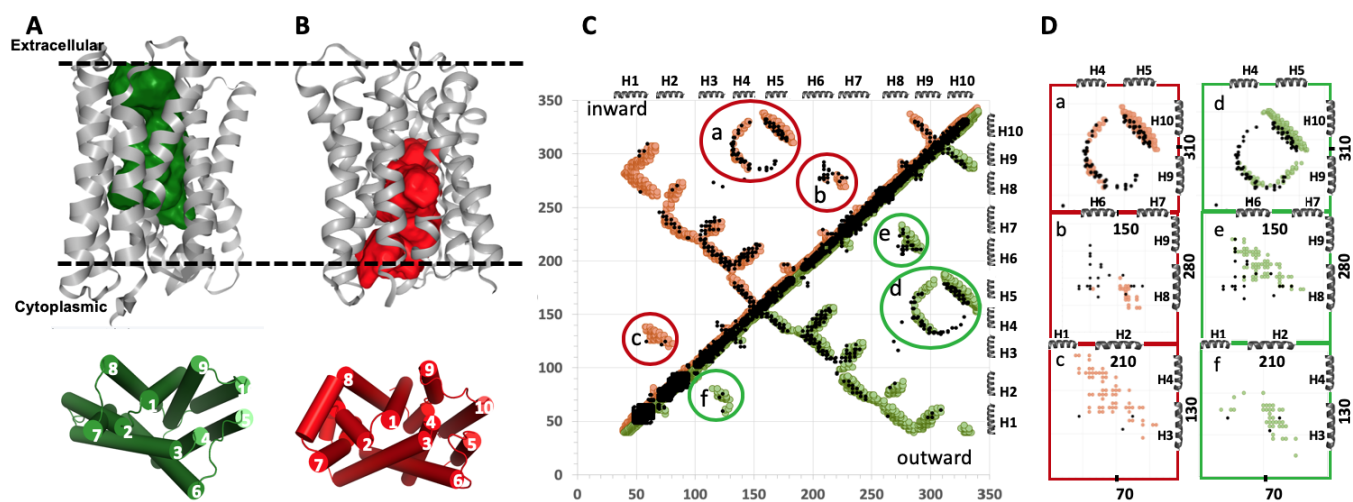 A
B
C
D
Extracellular
Cytoplasmic
8
9
1
1
5
7
2
4
3
6
8
9
1
4
10
2
3
5
7
6
H1 H2 H3 H4 H5 H6 H7 H8 H9 H10
inward
outward
350
300
250
200
150
100
50
0
0 50 100 150 200 250 300 350
H10
H9
H8
H7
H6
H5
H4
H3
H2
H1
a
b
c
d
e
f
H4 H5
a
H10
H9
310
H6 H7
b
150
H9
H8
280
H1 H2
c
210
H4
H3
130
70
H4 H5
d
H10
H9
310
H6 H7
e
150
H9
H8
280
H1 H2
f
210
H4
H3
130
70